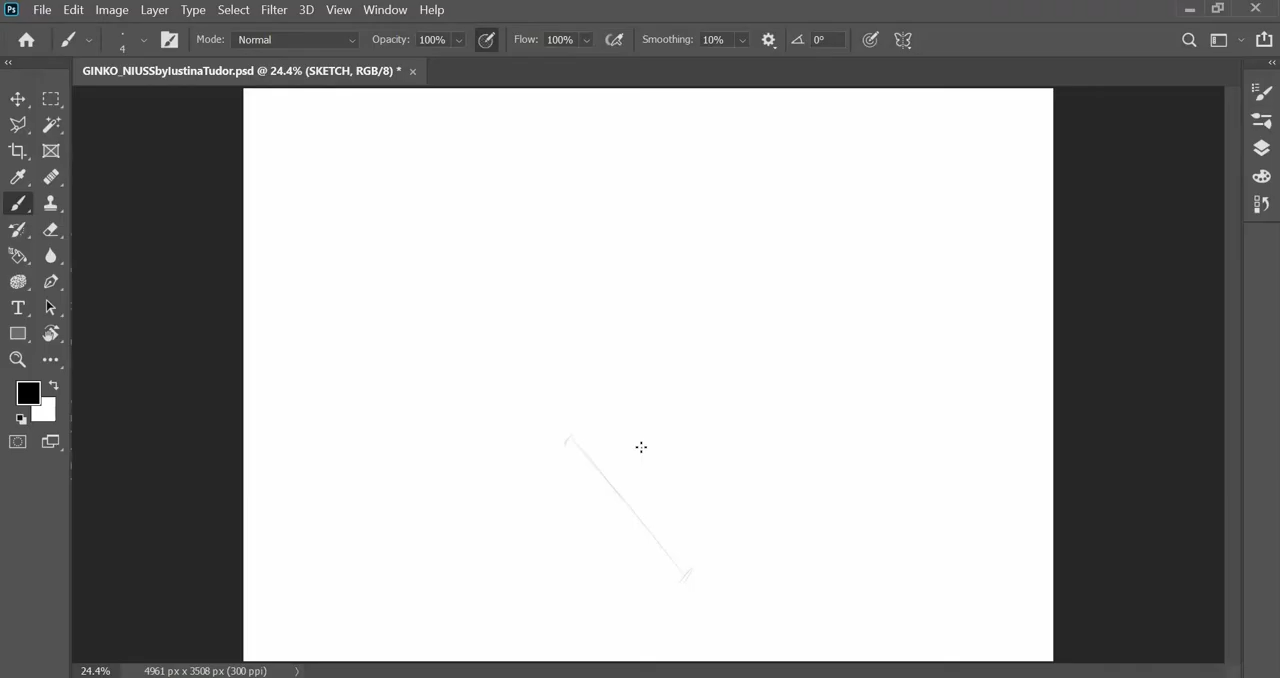 Ps File Edit Image Layer Type Select Filter 3D View Window Help
4 Mode: Normal Opacity: 100% Flow: 100% Smoothing: 10% 0°
GINKO_NIUSSbyIustinaTudor.psd @ 24.4% (SKETCH, RGB/8) *
T
24.4% 4961 px x 3508 px (300 ppi)